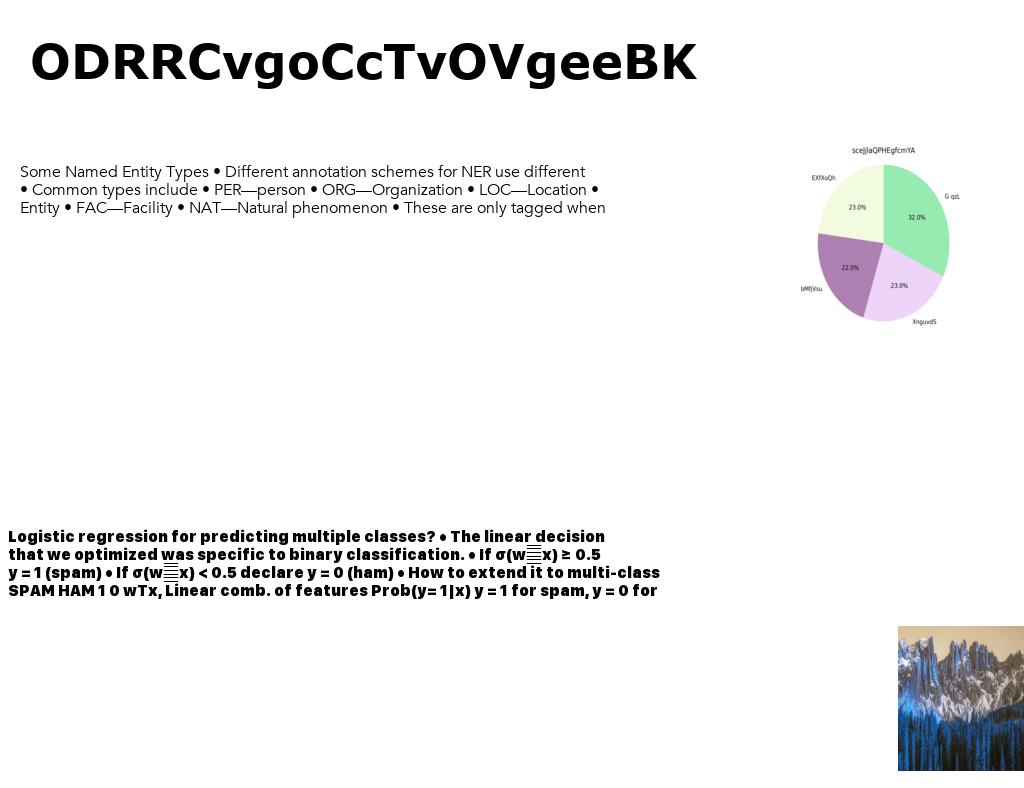 ODRRCvgoCcTvOVgeeBK
Some Named Entity Types • Different annotation schemes for NER use different
• Common types include • PER—person • ORG—Organization • LOC—Location •
Entity • FAC—Facility • NAT—Natural phenomenon • These are only tagged when
EXfXoQh
G qzL
23.0%
32.0%
22.0%
23.0%
bMfjVsu
XnguvdS
Logistic regression for predicting multiple classes? • The linear decision
that we optimized was specific to binary classification. • If σ(w x) ≥ 0.5
y = 1 (spam) • If σ(w x) < 0.5 declare y = 0 (ham) • How to extend it to multi-class
SPAM HAM 1 0 wTx, Linear comb. of features Prob(y= 1|x) y = 1 for spam, y = 0 for